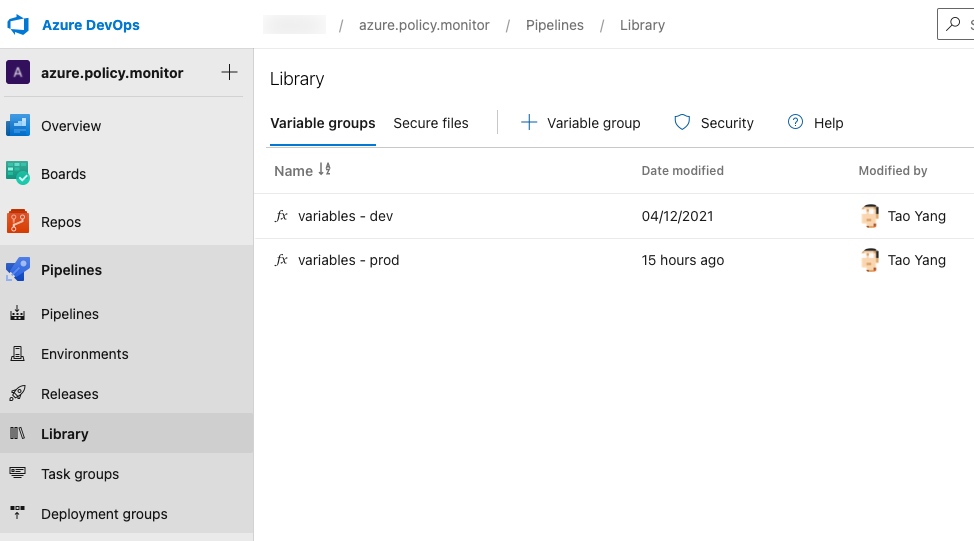 Azure DevOps
/ azure.policy.monitor / Pipelines / Library
A azure.policy.monitor
Overview
Boards
Repos
Pipelines
Pipelines
Environments
Releases
Library
Task groups
Deployment groups
Library
Variable groups Secure files Variable group Security Help
Name Date modified Modified by
fx variables - dev 04/12/2021 Tao Yang
fx variables - prod 15 hours ago Tao Yang